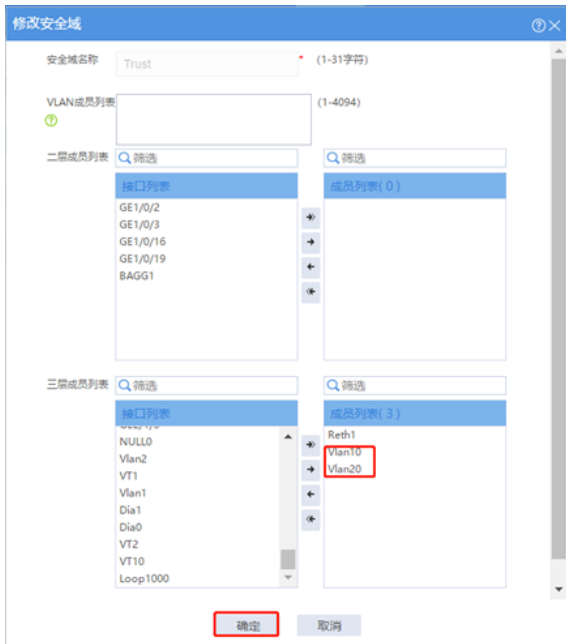 修改安全域
安全域名称 Trust * (1-31字符)
VLAN成员列表 (1-4094)
二层成员列表 筛选 筛选
接口列表 成员列表(0)
GE1/0/2
GE1/0/3
GE1/0/16
GE1/0/19
BAGG1
三层成员列表 筛选 筛选
接口列表 成员列表(3)
NULL0
Vlan2
VT1
Vlan1
Dia1
Dia0
VT2
VT10
Loop1000
Reth1
Vlan10
Vlan20
确定 取消